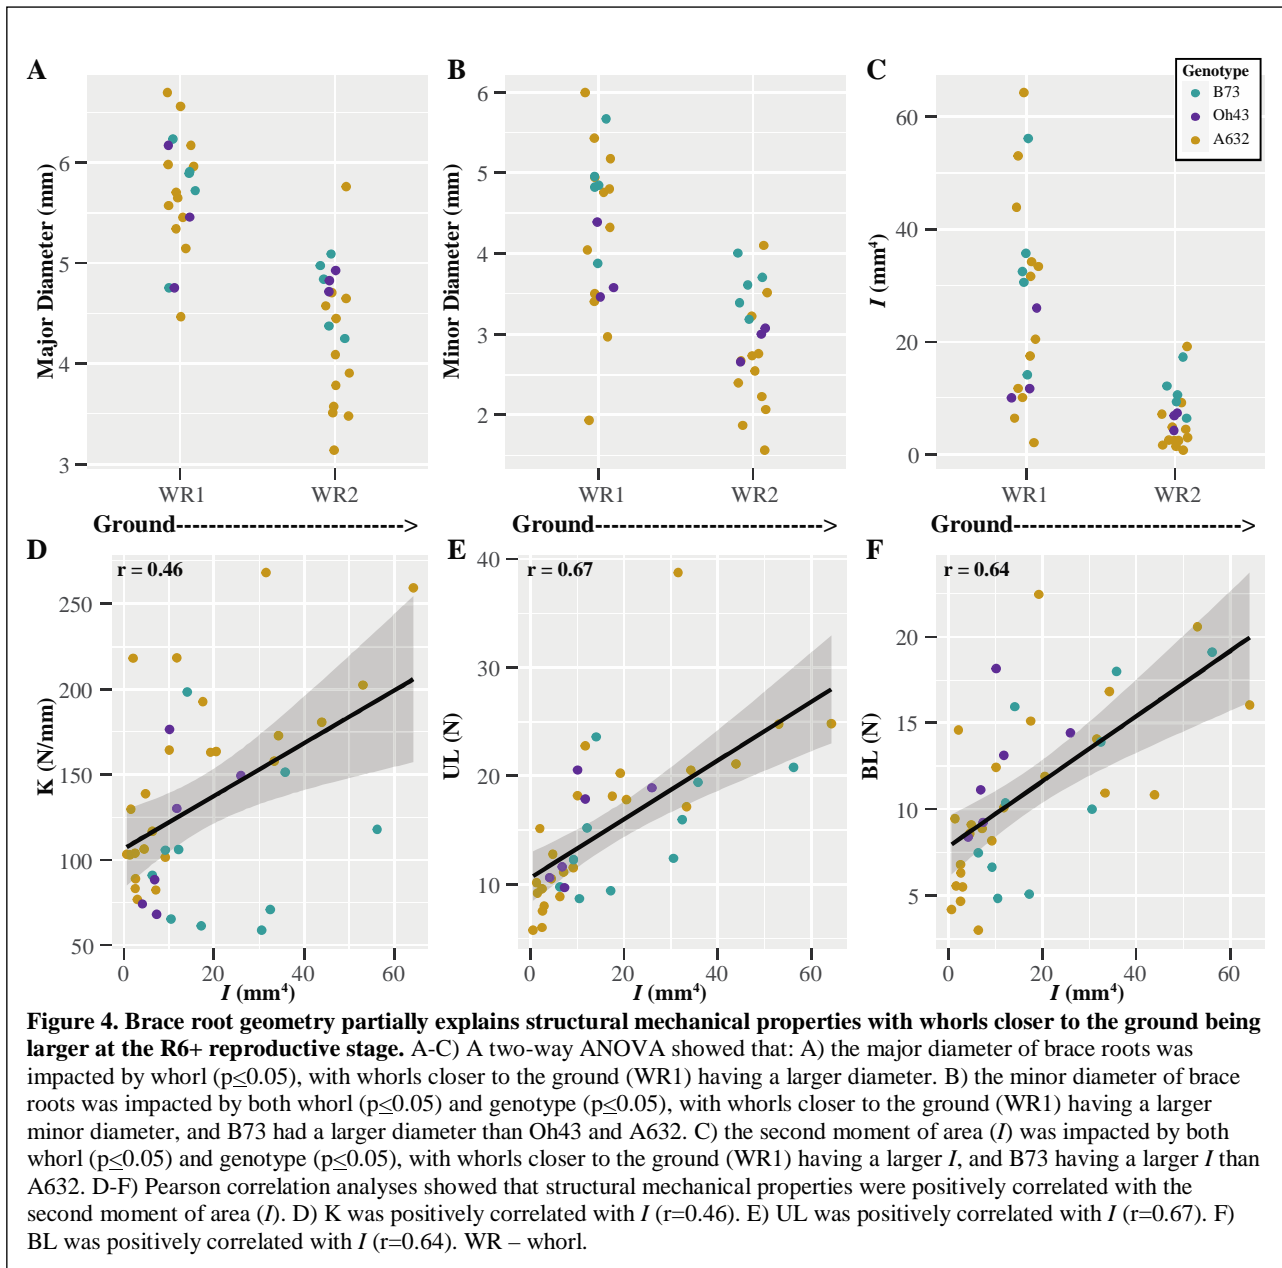 A
B
C
Genotype
B73
Oh43
A632
Major Diameter (mm)
6
5
4
3
WR1
WR2
Minor Diameter (mm)
6
5
4
3
2
WR1
WR2
I (mm⁴)
60
40
20
0
WR1
WR2
Ground---------------------------->
Ground---------------------------->
Ground---------------------------->
D
r = 0.46
K (N/mm)
250
200
150
100
50
0
20
40
60
I (mm⁴)
E
r = 0.67
UL (N)
40
30
20
10
0
20
40
60
I (mm⁴)
F
r = 0.64
BL (N)
20
15
10
5
0
20
40
60
I (mm⁴)
Figure 4. Brace root geometry partially explains structural mechanical properties with whorls closer to the ground being
larger at the R6+ reproductive stage. A-C) A two-way ANOVA showed that: A) the major diameter of brace roots was
impacted by whorl (p≤0.05), with whorls closer to the ground (WR1) having a larger diameter. B) the minor diameter of brace
roots was impacted by both whorl (p≤0.05) and genotype (p≤0.05), with whorls closer to the ground (WR1) having a larger
minor diameter, and B73 had a larger diameter than Oh43 and A632. C) the second moment of area (I) was impacted by both
whorl (p≤0.05) and genotype (p≤0.05), with whorls closer to the ground (WR1) having a larger I, and B73 having a larger I than
A632. D-F) Pearson correlation analyses showed that structural mechanical properties were positively correlated with the
second moment of area (I). D) K was positively correlated with I (r=0.46). E) UL was positively correlated with I (r=0.67). F)
BL was positively correlated with I (r=0.64). WR – whorl.